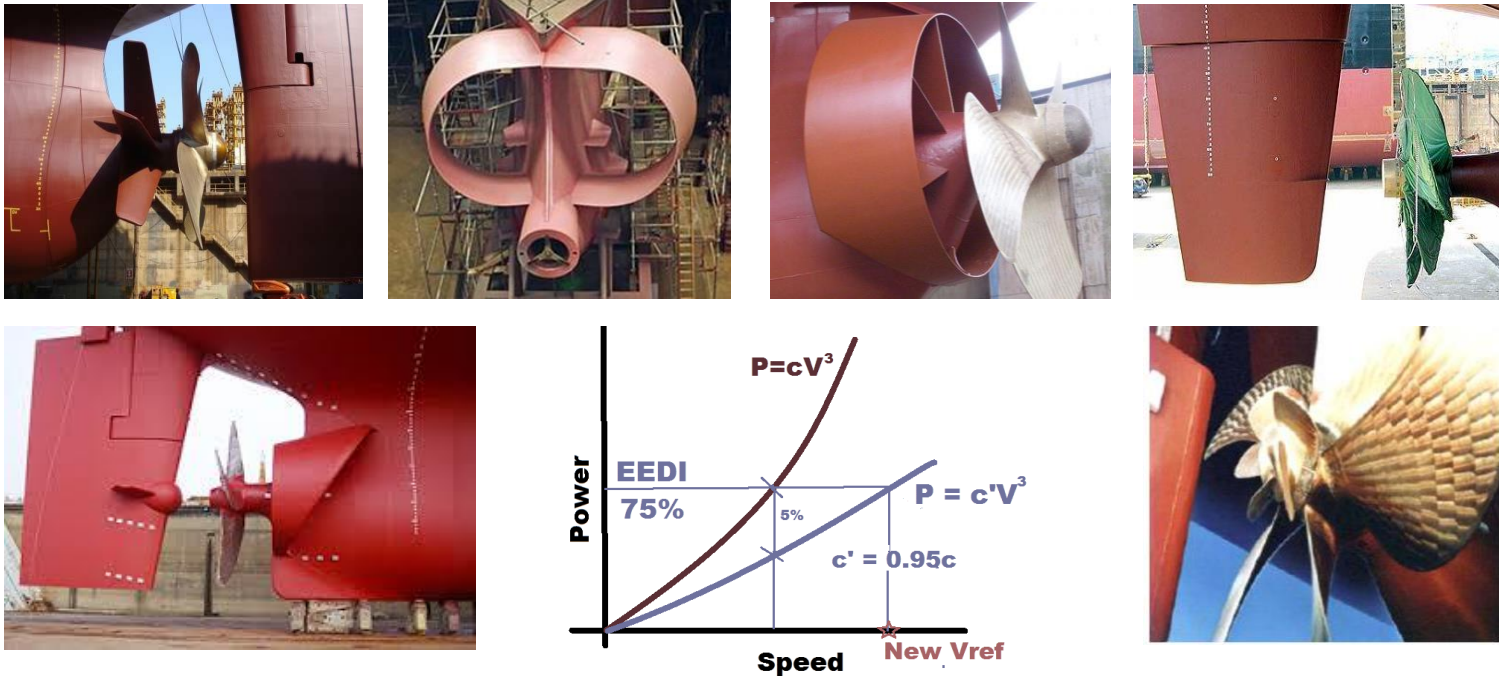 P=cV³
EEDI
75%
5%
P = c'V³
c' = 0.95c
Power
New Vref
Speed